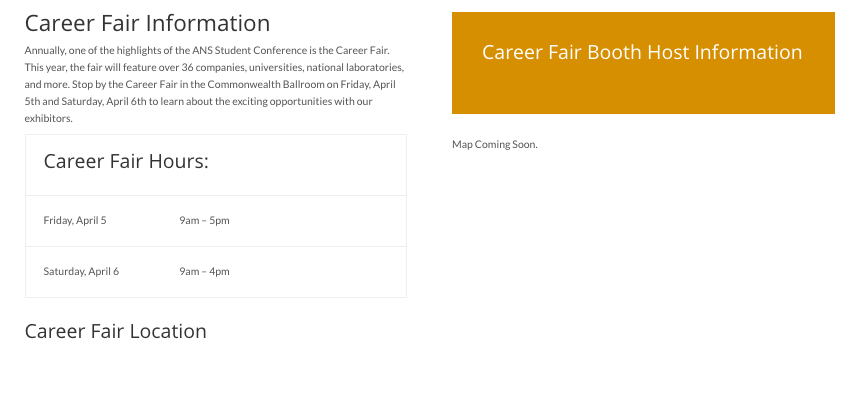 Career Fair Information
Annually, one of the highlights of the ANS Student Conference is the Career Fair.
This year, the fair will feature over 36 companies, universities, national laboratories,
and more. Stop by the Career Fair in the Commonwealth Ballroom on Friday, April
5th and Saturday, April 6th to learn about the exciting opportunities with our
exhibitors.
Career Fair Hours:
Friday, April 5 9am – 5pm
Saturday, April 6 9am – 4pm
Career Fair Location
Career Fair Booth Host Information
Map Coming Soon.